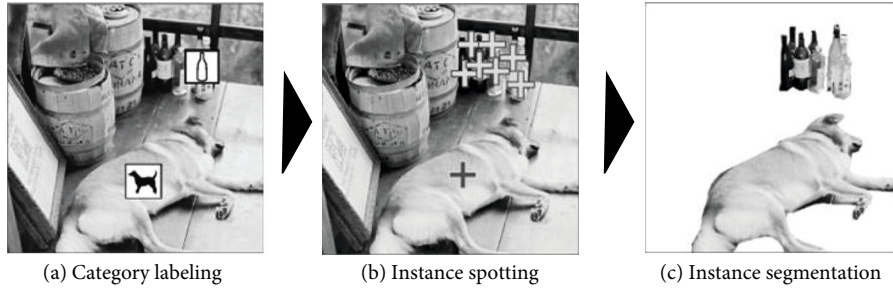 (a) Category labeling
(b) Instance spotting
(c) Instance segmentation